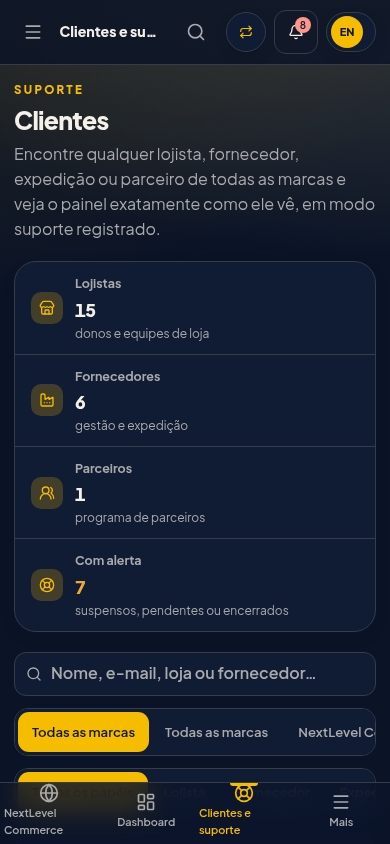 Clientes e su...
8
EN
SUPORTE
Clientes
Encontre qualquer lojista, fornecedor,
expedição ou parceiro de todas as marcas e
veja o painel exatamente como ele vê, em modo
suporte registrado.
Lojistas
15
donos e equipes de loja
Fornecedores
6
gestão e expedição
Parceiros
1
programa de parceiros
Com alerta
7
suspensos, pendentes ou encerrados
Nome, e-mail, loja ou fornecedor...
Todas as marcas
Todas as marcas
NextLevel C
NextLevel
Commerce
Dashboard
Clientes e
suporte
Mais